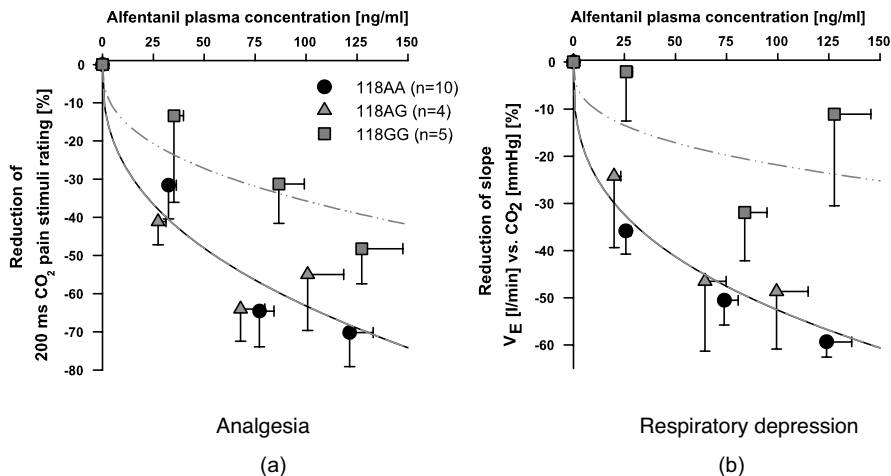 Alfentanil plasma concentration [ng/ml]
0 25 50 75 100 125 150
0
-10
-20
-30
-40
-50
-60
-70
-80
Reduction of
200 ms CO2 pain stimuli rating [%]
118AA (n=10)
118AG (n=4)
118GG (n=5)
Analgesia
(a)
Alfentanil plasma concentration [ng/ml]
0 25 50 75 100 125 150
0
-10
-20
-30
-40
-50
-60
Reduction of slope
VE [l/min] vs. CO2 [mmHg] [%]
Respiratory depression
(b)